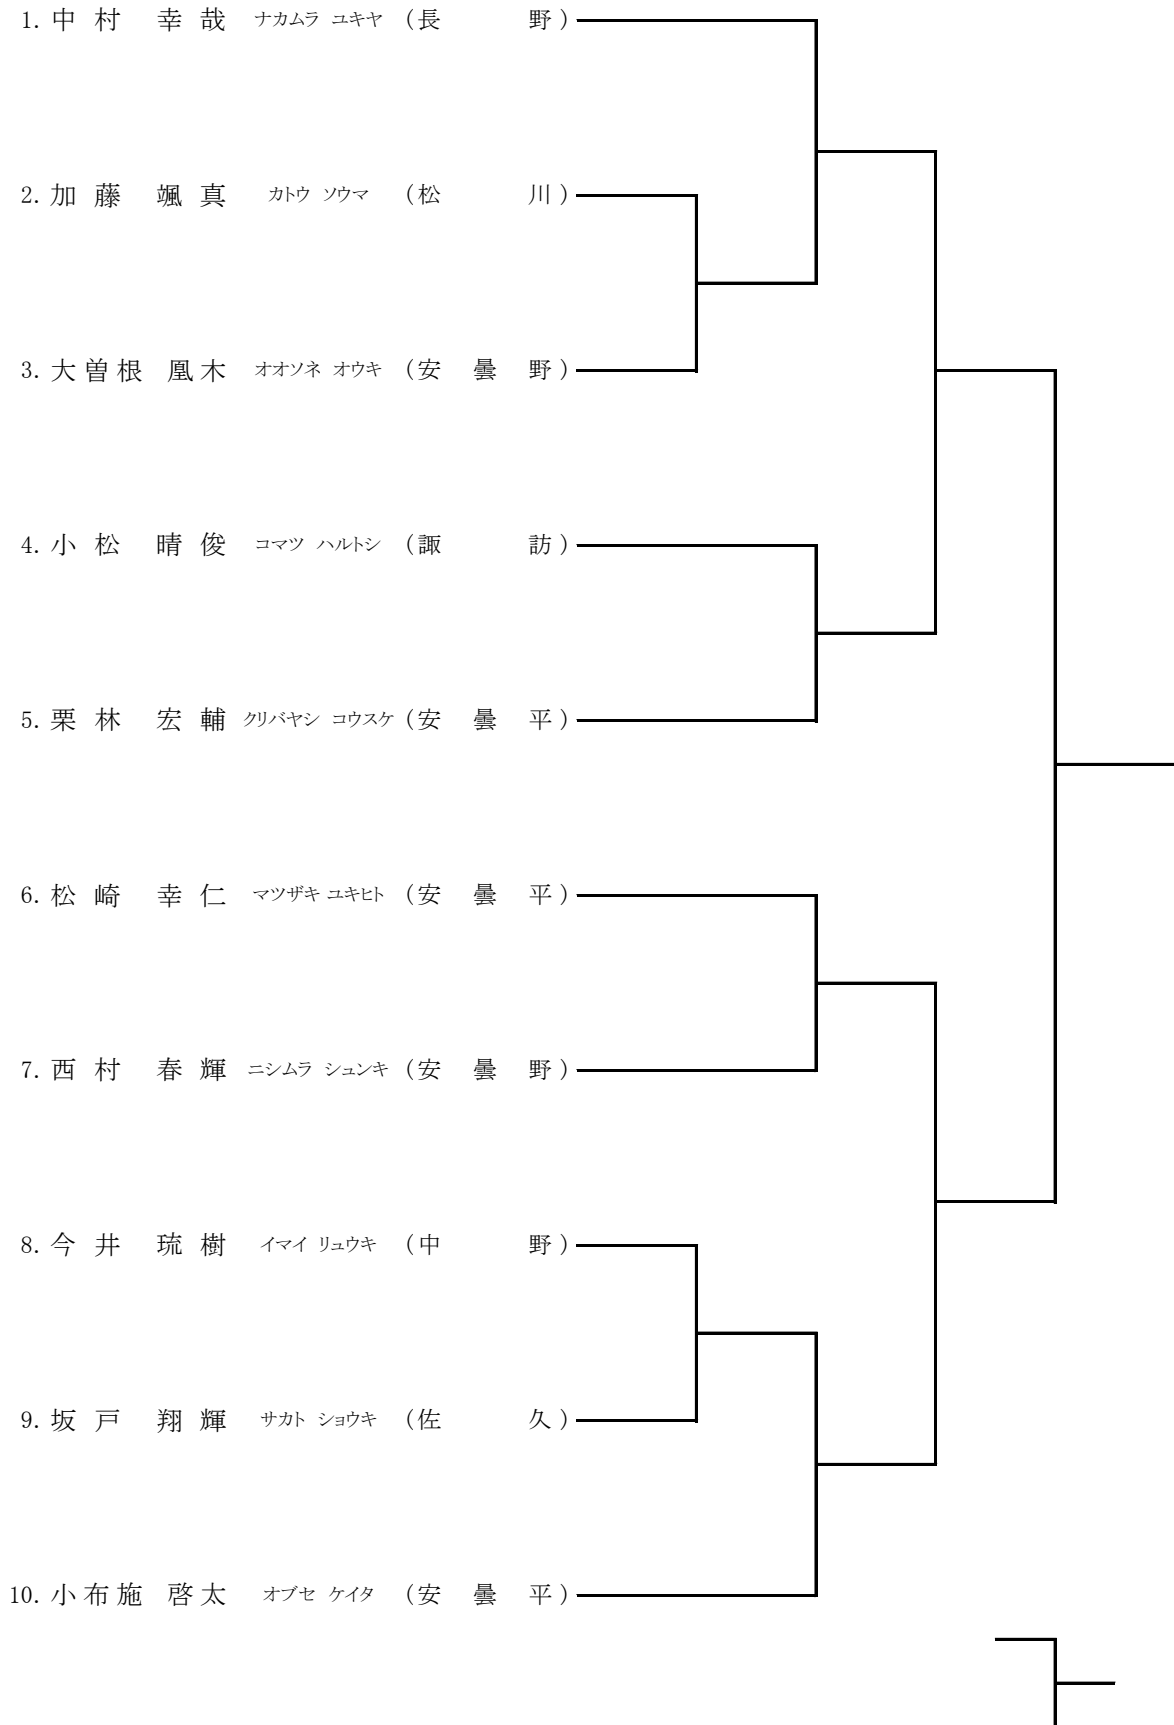 1. 中村 幸哉 ナカムラ ユキヤ (長野)
2. 加藤 颯真 カトウ ソウマ (松川)
3. 大曽根 凰木 オオソネ オウキ (安曇野)
4. 小松 晴俊 コマツ ハルトシ (諏訪)
5. 栗林 宏輔 クリバヤシ コウスケ (安曇平)
6. 松崎 幸仁 マツザキ ユキヒト (安曇平)
7. 西村 春輝 ニシムラ シュンキ (安曇野)
8. 今井 琉樹 イマイ リュウキ (中野)
9. 坂戸 翔輝 サカト ショウキ (佐久)
10. 小布施 啓太 オブセ ケイタ (安曇平)